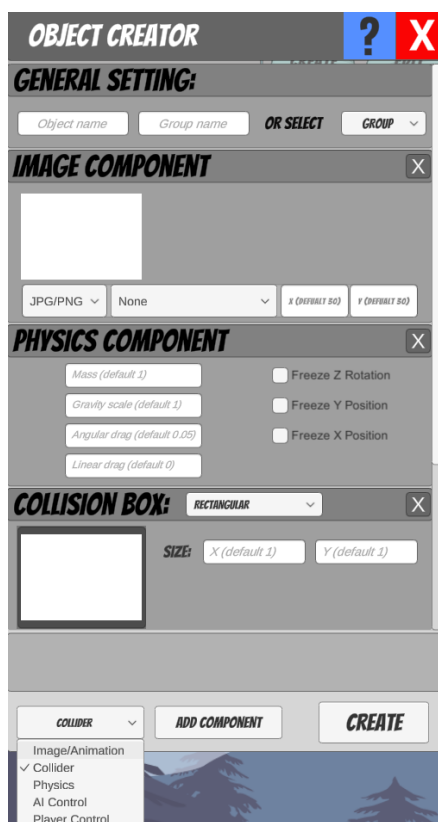 OBJECT CREATOR ? X
GENERAL SETTING:
Object name Group name OR SELECT GROUP
IMAGE COMPONENT X
JPG/PNG None X (DEFUALT 50) Y (DEFUALT 50)
PHYSICS COMPONENT X
Mass (default 1) Freeze Z Rotation
Gravity scale (default 1) Freeze Y Position
Angular drag (default 0.05) Freeze X Position
Linear drag (default 0)
COLLISION BOX: RECTANGULAR X
SIZE: X (default 1) Y (default 1)
COLLIDER ADD COMPONENT CREATE
Image/Animation
Collider
Physics
AI Control
Player Control